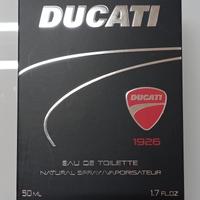 DUCATI
DUCATI
1926
EAU DE TOILETTE
NATURAL SPRAY/VAPORISATEUR
50 ML
1.7 FL.OZ